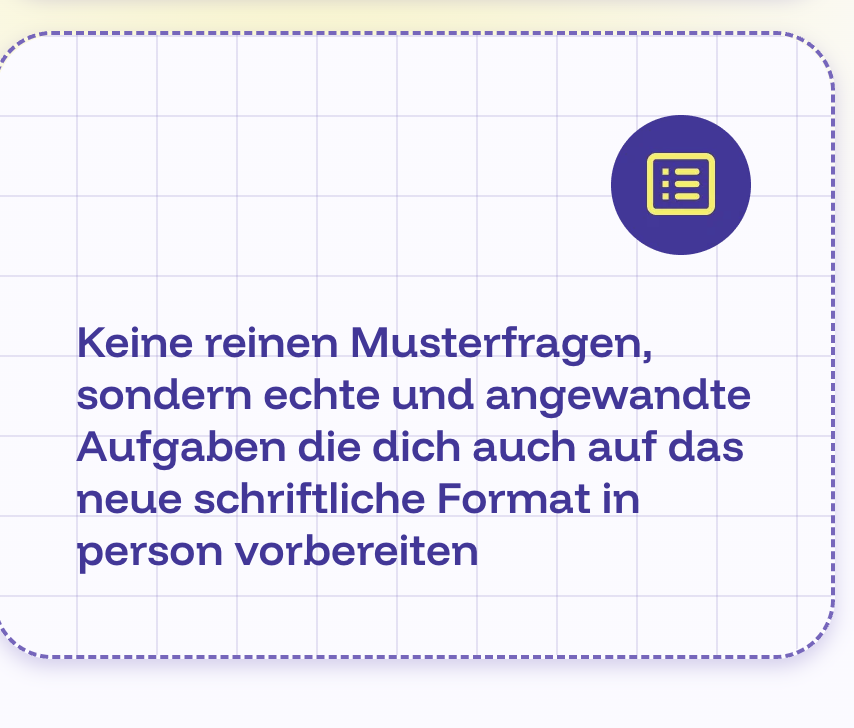 Keine reinen Musterfragen,
sondern echte und angewandte
Aufgaben die dich auch auf das
neue schriftliche Format in
person vorbereiten